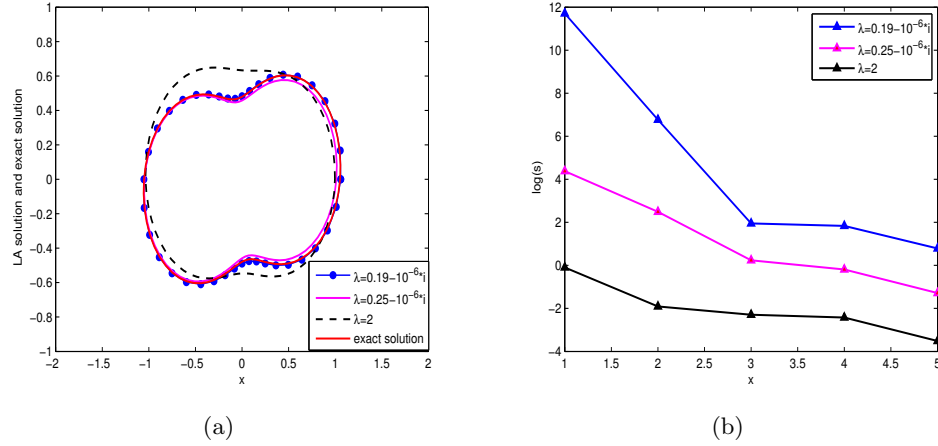 1
0.8
0.6
0.4
0.2
0
−0.2
−0.4
−0.6
−0.8
−1
−2 −1.5 −1 −0.5 0 0.5 1 1.5 2
x
LA solution and exact solution
λ=0.19−10⁻⁶*i
λ=0.25−10⁻⁶*i
λ=2
exact solution
(a)
12
10
8
6
4
2
0
−2
−4
1 1.5 2 2.5 3 3.5 4 4.5 5
x
log(s)
λ=0.19−10⁻⁶*i
λ=0.25−10⁻⁶*i
λ=2
(b)